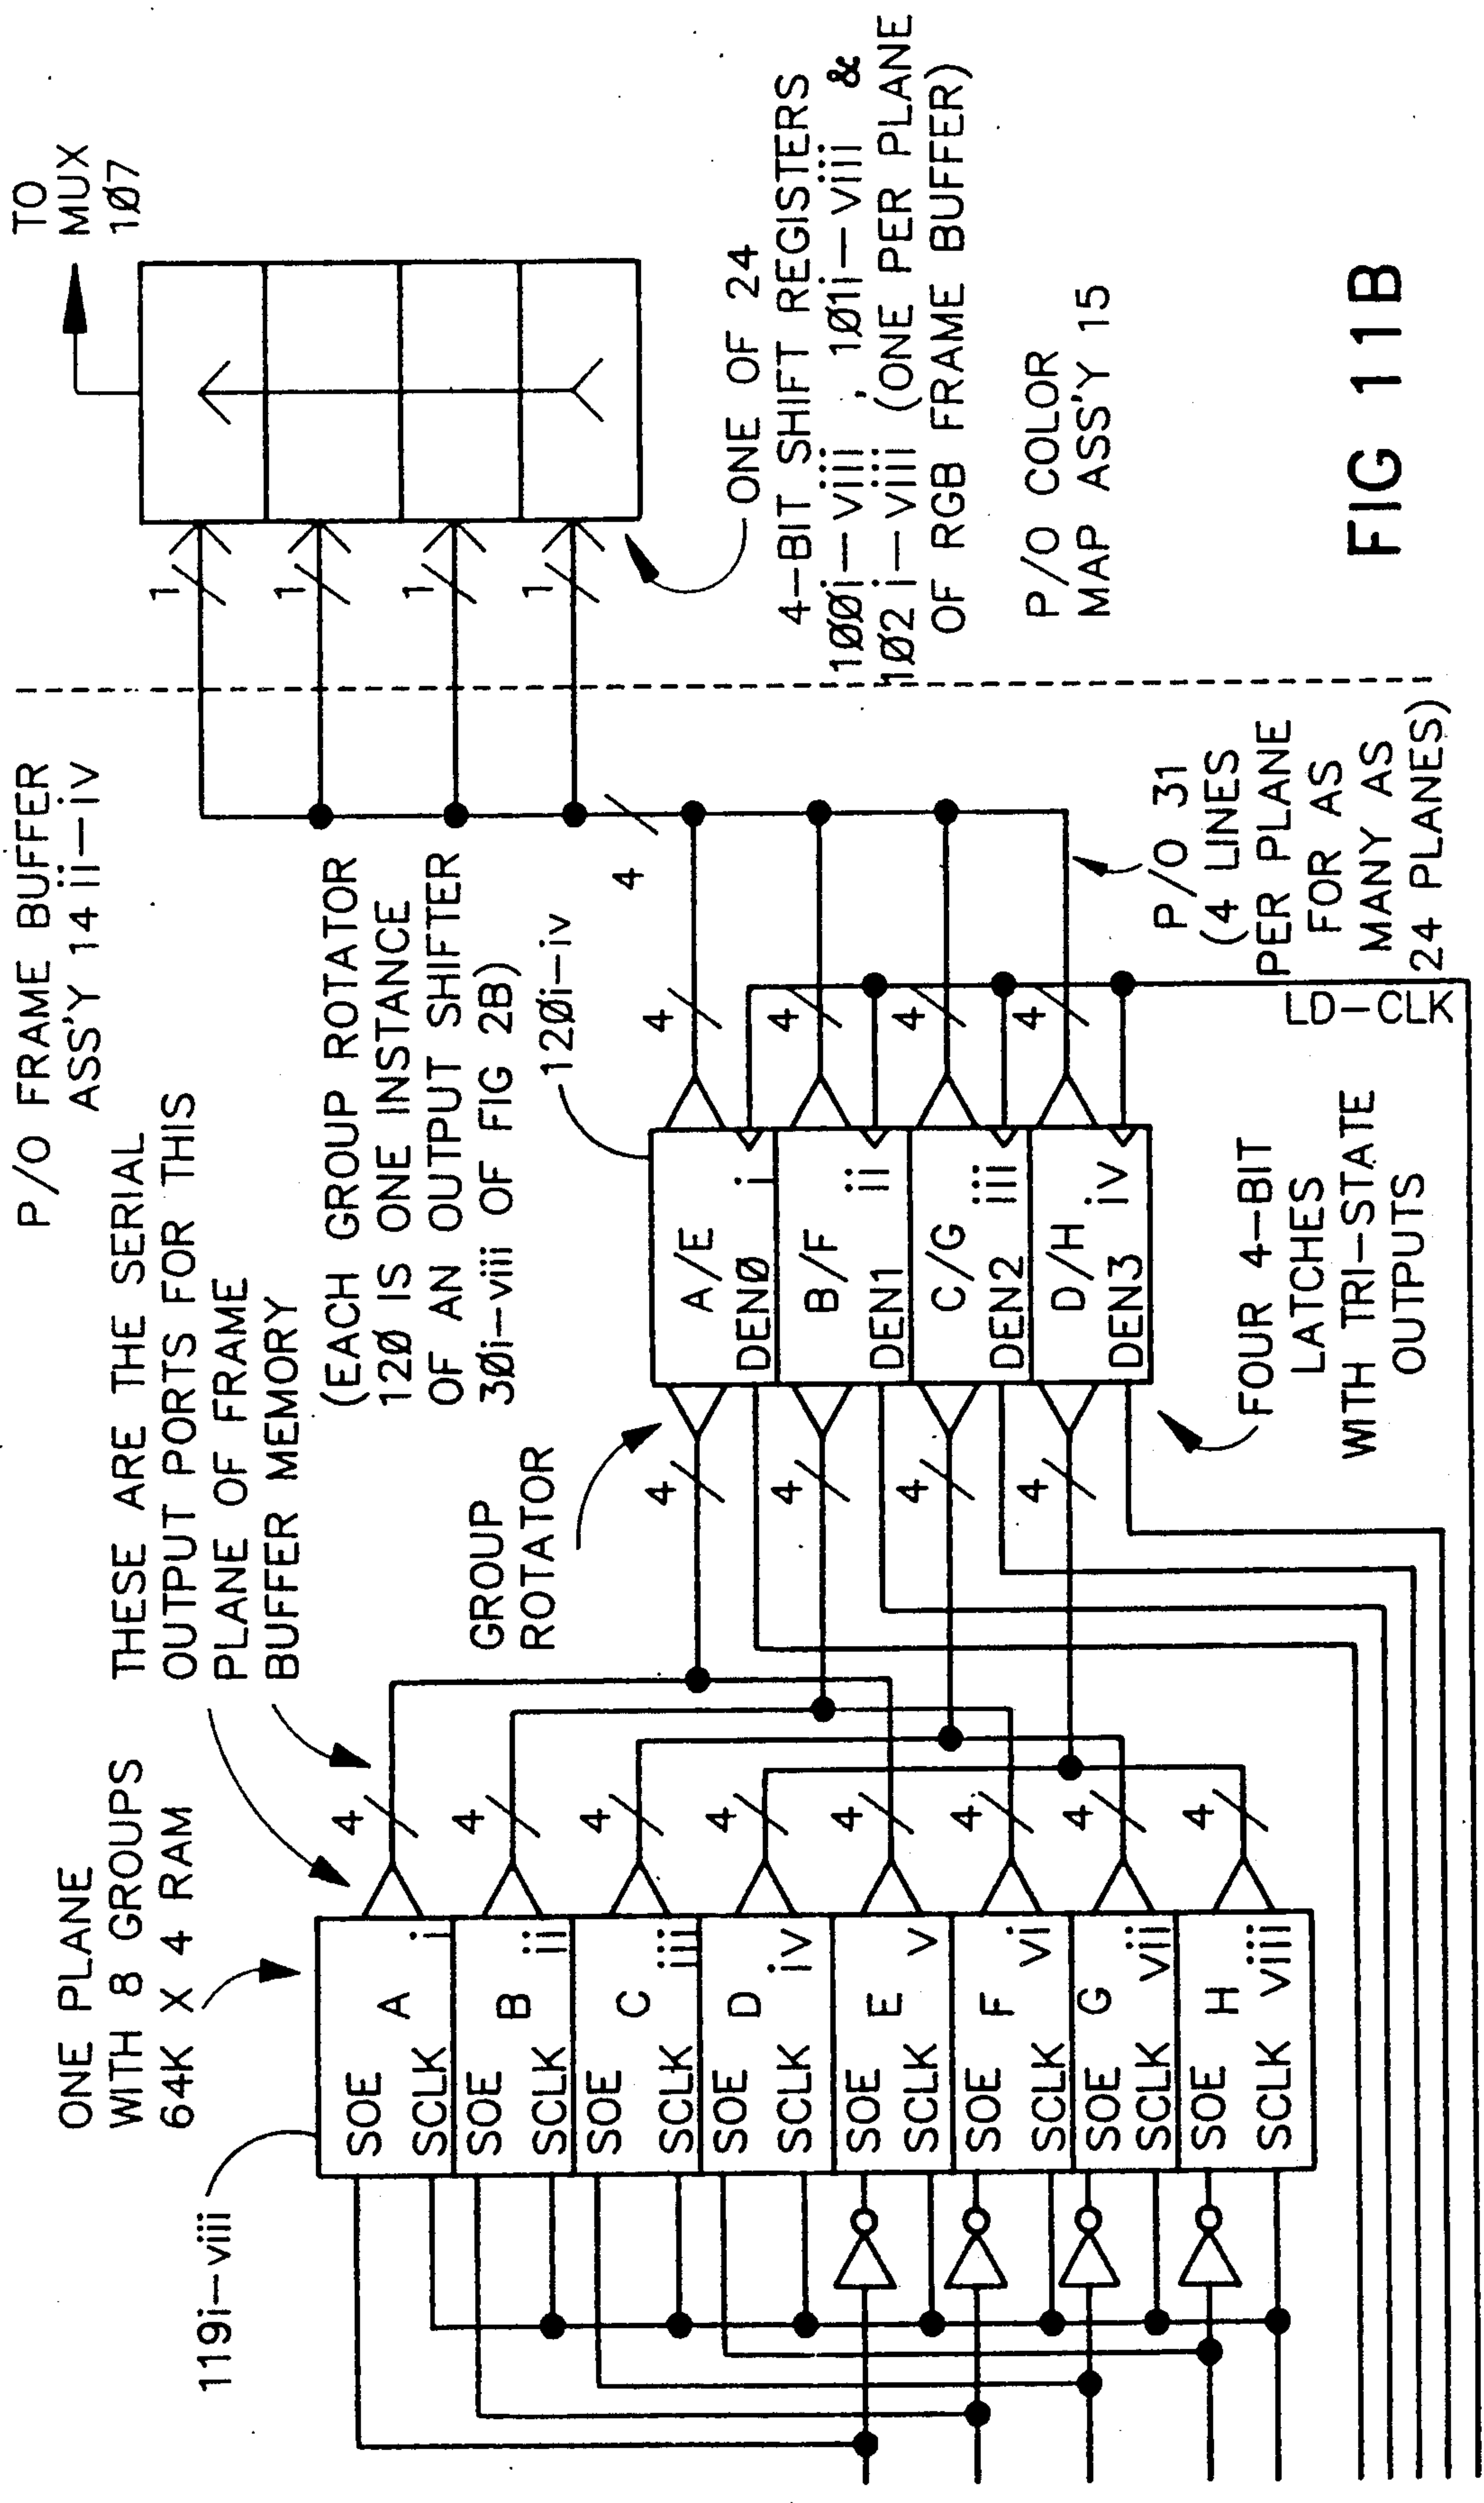 ONE PLANE
WITH 8 GROUPS
64K X 4 RAM
119i–viii
THESE ARE THE SERIAL
OUTPUT PORTS FOR THIS
PLANE OF FRAME
BUFFER MEMORY
P/O FRAME BUFFER
ASS'Y 14 ii–iv
SOE
A
SCLK
i
SOE
B
SCLK
ii
SOE
C
SCLK
iii
SOE
D
SCLK
iv
SOE
E
SCLK
v
SOE
F
SCLK
vi
SOE
G
SCLK
vii
SOE
H
SCLK
viii
4
4
4
4
4
4
4
4
GROUP
ROTATOR
(EACH GROUP ROTATOR
12Ø IS ONE INSTANCE
OF AN OUTPUT SHIFTER
3Øi–viii OF FIG 2B)
12Øi–iv
4
4
4
4
A/E
DENØ
i
B/F
DEN1
ii
C/G
DEN2
iii
D/H
DEN3
iv
FOUR 4–BIT
LATCHES
WITH TRI–STATE
OUTPUTS
4
4
4
4
LD–CLK
4
P/O 31
(4 LINES
PER PLANE
FOR AS
MANY AS
24 PLANES)
1
1
1
1
TO
MUX
1Ø7
ONE OF 24
4–BIT SHIFT REGISTERS
1ØØi–viii , 1Ø1i–viii &
1Ø2i–viii (ONE PER PLANE
OF RGB FRAME BUFFER)
P/O COLOR
MAP ASS'Y 15
FIG 11B